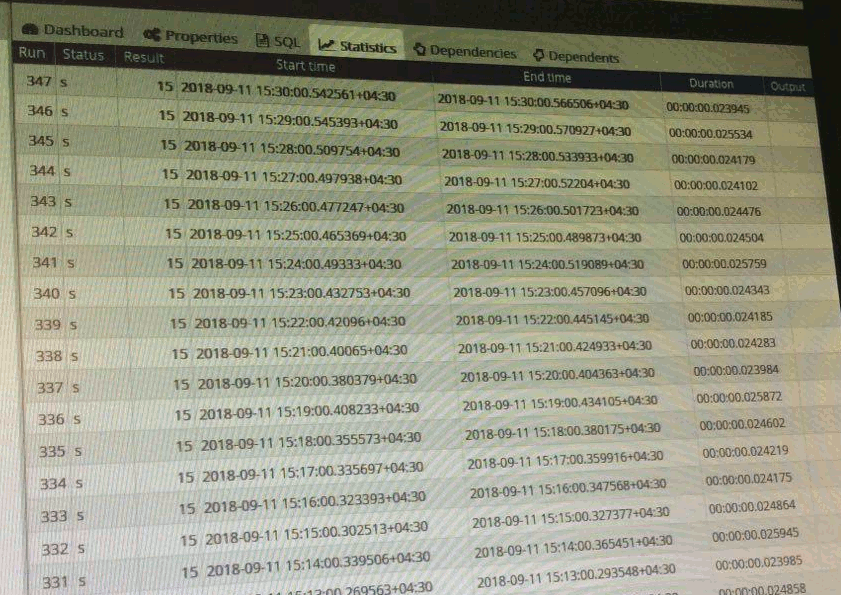 Dashboard Properties SQL Statistics Dependencies Dependents
Run Status Result Start time End time Duration Output
347 s 15 2018-09-11 15:30:00.542561+04:30 2018-09-11 15:30:00.566506+04:30 00:00:00.023945
346 s 15 2018-09-11 15:29:00.545393+04:30 2018-09-11 15:29:00.570927+04:30 00:00:00.025534
345 s 15 2018-09-11 15:28:00.509754+04:30 2018-09-11 15:28:00.533933+04:30 00:00:00.024179
344 s 15 2018-09-11 15:27:00.497938+04:30 2018-09-11 15:27:00.52204+04:30 00:00:00.024102
343 s 15 2018-09-11 15:26:00.477247+04:30 2018-09-11 15:26:00.501723+04:30 00:00:00.024476
342 s 15 2018-09-11 15:25:00.465369+04:30 2018-09-11 15:25:00.489873+04:30 00:00:00.024504
341 s 15 2018-09-11 15:24:00.49333+04:30 2018-09-11 15:24:00.519089+04:30 00:00:00.025759
340 s 15 2018-09-11 15:23:00.432753+04:30 2018-09-11 15:23:00.457096+04:30 00:00:00.024343
339 s 15 2018-09-11 15:22:00.42096+04:30 2018-09-11 15:22:00.445145+04:30 00:00:00.024185
338 s 15 2018-09-11 15:21:00.40065+04:30 2018-09-11 15:21:00.424933+04:30 00:00:00.024283
337 s 15 2018-09-11 15:20:00.380379+04:30 2018-09-11 15:20:00.404363+04:30 00:00:00.023984
336 s 15 2018-09-11 15:19:00.408233+04:30 2018-09-11 15:19:00.434105+04:30 00:00:00.025872
335 s 15 2018-09-11 15:18:00.355573+04:30 2018-09-11 15:18:00.380175+04:30 00:00:00.024602
334 s 15 2018-09-11 15:17:00.335697+04:30 2018-09-11 15:17:00.359916+04:30 00:00:00.024219
333 s 15 2018-09-11 15:16:00.323393+04:30 2018-09-11 15:16:00.347568+04:30 00:00:00.024175
332 s 15 2018-09-11 15:15:00.302513+04:30 2018-09-11 15:15:00.327377+04:30 00:00:00.024864
331 s 15 2018-09-11 15:14:00.339506+04:30 2018-09-11 15:14:00.365451+04:30 00:00:00.025945
15:13:00.269563+04:30 2018-09-11 15:13:00.293548+04:30 00:00:00.023985
00:00:00.024858